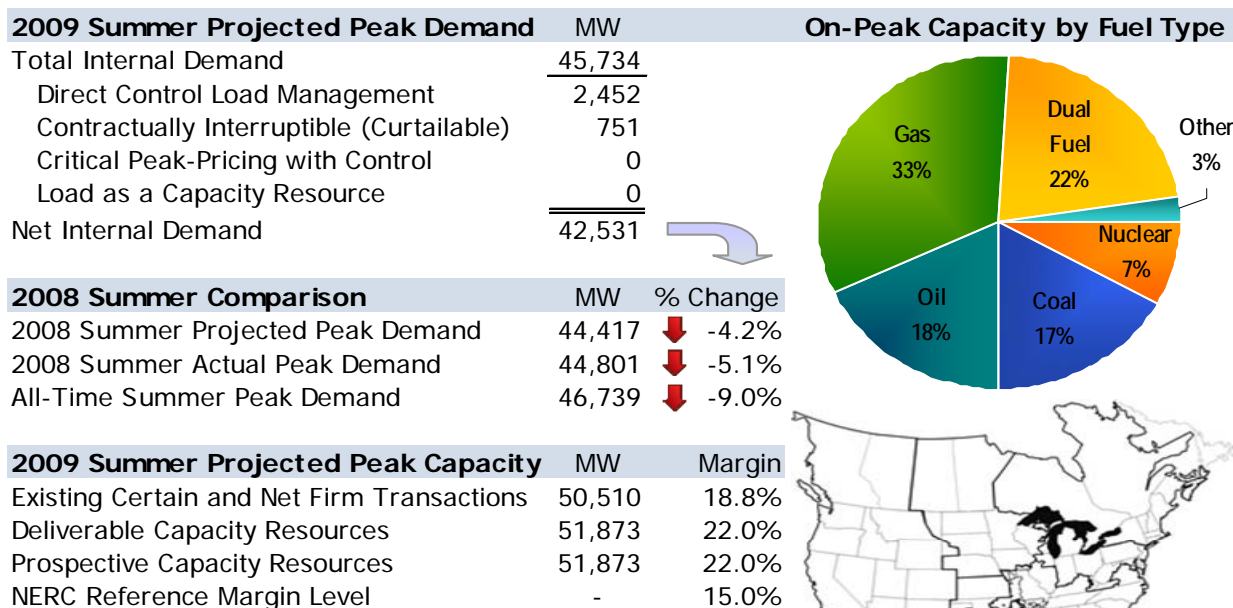 2009 Summer Projected Peak Demand MW
Total Internal Demand 45,734
Direct Control Load Management 2,452
Contractually Interruptible (Curtailable) 751
Critical Peak-Pricing with Control 0
Load as a Capacity Resource 0
Net Internal Demand 42,531
2008 Summer Comparison MW % Change
2008 Summer Projected Peak Demand 44,417 -4.2%
2008 Summer Actual Peak Demand 44,801 -5.1%
All-Time Summer Peak Demand 46,739 -9.0%
2009 Summer Projected Peak Capacity MW Margin
Existing Certain and Net Firm Transactions 50,510 18.8%
Deliverable Capacity Resources 51,873 22.0%
Prospective Capacity Resources 51,873 22.0%
NERC Reference Margin Level - 15.0%
On-Peak Capacity by Fuel Type
Gas
33%
Dual
Fuel
22%
Other
3%
Nuclear
7%
Coal
17%
Oil
18%